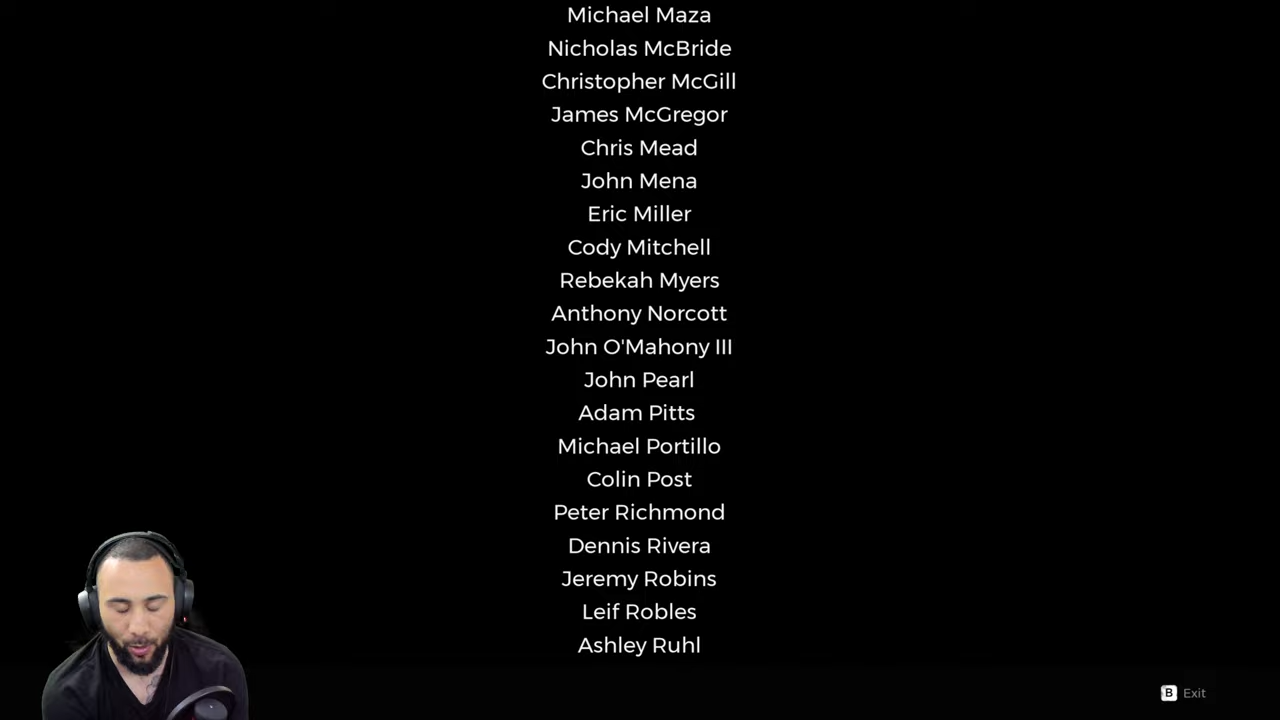 Michael Maza
Nicholas McBride
Christopher McGill
James McGregor
Chris Mead
John Mena
Eric Miller
Cody Mitchell
Rebekah Myers
Anthony Norcott
John O'Mahony III
John Pearl
Adam Pitts
Michael Portillo
Colin Post
Peter Richmond
Dennis Rivera
Jeremy Robins
Leif Robles
Ashley Ruhl
B Exit